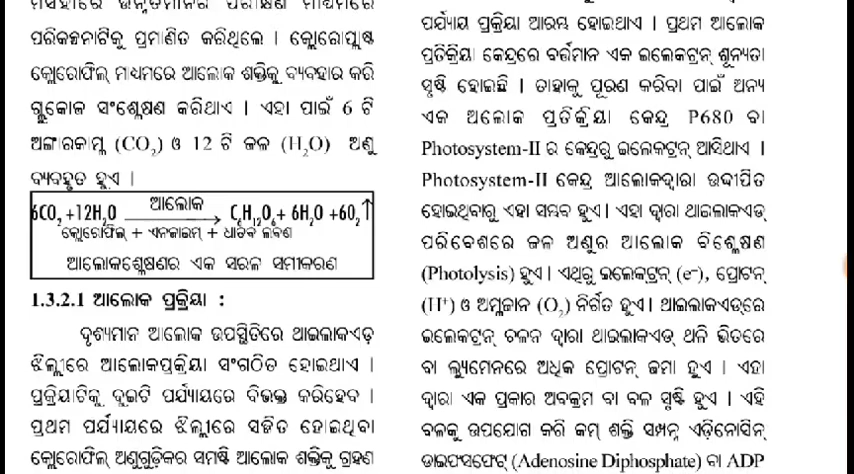 ପରିକଳ୍ପନାଟିକୁ ପ୍ରମାଣିତ କରିଥିଲେ । କ୍ଲୋରୋପ୍ଲାଷ୍ଟ
କ୍ଲୋରୋଫିଲ୍ ମାଧ୍ୟମରେ ଆଲୋକ ଶକ୍ତିକୁ ବ୍ୟବହାର କରି
ଗ୍ଲୁକୋଜ ସଂଶ୍ଳେଷଣ କରିଥାଏ । ଏହା ପାଇଁ 6 ଟି
ଅଙ୍ଗାରକାମ୍ଳ (CO₂) ଓ 12 ଟି ଜଳ (H₂O) ଅଣୁ
ବ୍ୟବହୃତ ହୁଏ ।
6CO₂ +12H₂O ଆଲୋକ → C₆H₁₂O₆+ 6H₂O +6O₂↑
କ୍ଲୋରୋଫିଲ୍ + ଏନଜାଇମ୍ + ଧାତବ ଲବଣ
ଆଲୋକଶ୍ଳେଷଣର ଏକ ସରଳ ସମୀକରଣ
1.3.2.1 ଆଲୋକ ପ୍ରକ୍ରିୟା :
ଦୃଶ୍ୟମାନ ଆଲୋକ ଉପସ୍ଥିତିରେ ଥାଇଲାକଏଡ଼
ଝିଲ୍ଲୀରେ ଆଲୋକପ୍ରକ୍ରିୟା ସଂଗଠିତ ହୋଇଥାଏ ।
ପ୍ରକ୍ରିୟାଟିକୁ ଦୁଇଟି ପର୍ଯ୍ୟାୟରେ ବିଭକ୍ତ କରିହେବ ।
ପ୍ରଥମ ପର୍ଯ୍ୟାୟରେ ଝିଲ୍ଲୀରେ ସଜ୍ଜିତ ହୋଇଥିବା
କ୍ଲୋରୋଫିଲ୍ ଅଣୁଗୁଡ଼ିକର ସମଷ୍ଟି ଆଲୋକ ଶକ୍ତିକୁ ଗ୍ରହଣ
ପର୍ଯ୍ୟାୟ ପ୍ରକ୍ରିୟା ଆରମ୍ଭ ହୋଇଥାଏ । ପ୍ରଥମ ଆଲୋକ
ପ୍ରତିକ୍ରିୟା କେନ୍ଦ୍ରରେ ବର୍ତ୍ତମାନ ଏକ ଇଲେକଟ୍ରନ୍ ଶୂନ୍ୟତା
ସୃଷ୍ଟି ହୋଇଛି । ତାହାକୁ ପୂରଣ କରିବା ପାଇଁ ଅନ୍ୟ
ଏକ ଅଲୋକ ପ୍ରତିକ୍ରିୟା କେନ୍ଦ୍ର P680 ବା
Photosystem-II ର କେନ୍ଦ୍ରରୁ ଇଲେକଟ୍ରନ୍ ଆସିଥାଏ ।
Photosystem-II କେନ୍ଦ୍ର ଆଲୋକଦ୍ୱାରା ଉଦ୍ଦୀପିତ
ହୋଇଥିବାରୁ ଏହା ସମ୍ଭବ ହୁଏ । ଏହା ଦ୍ୱାରା ଥାଇଲାକଏଡ୍
ପରିବେଶରେ ଜଳ ଅଣୁର ଆଲୋକ ବିଶ୍ଳେଷଣ
(Photolysis) ହୁଏ । ଏଥିରୁ ଇଲେକଟ୍ରନ୍ (e⁻), ପ୍ରୋଟନ୍
(H⁺) ଓ ଅମ୍ଳଜାନ (O₂) ନିର୍ଗତ ହୁଏ । ଥାଇଲାକଏଡ୍‌ରେ
ଇଲେକଟ୍ରନ୍ ଚଳନ ଦ୍ୱାରା ଥାଇଲାକଏଡ୍ ଥଳି ଭିତରେ
ବା ଲ୍ୟୁମେନରେ ଅଧିକ ପ୍ରୋଟନ୍ ଜମା ହୁଏ । ଏହା
ଦ୍ୱାରା ଏକ ପ୍ରକାର ଅବକ୍ରମ ବା ବଳ ସୃଷ୍ଟି ହୁଏ । ଏହି
ବଳକୁ ଉପଯୋଗ କରି କମ୍ ଶକ୍ତି ସମ୍ପନ୍ନ ଏଡ଼ିନୋସିନ୍
ଡାଇଫସଫେଟ୍ (Adenosine Diphosphate) ବା ADP